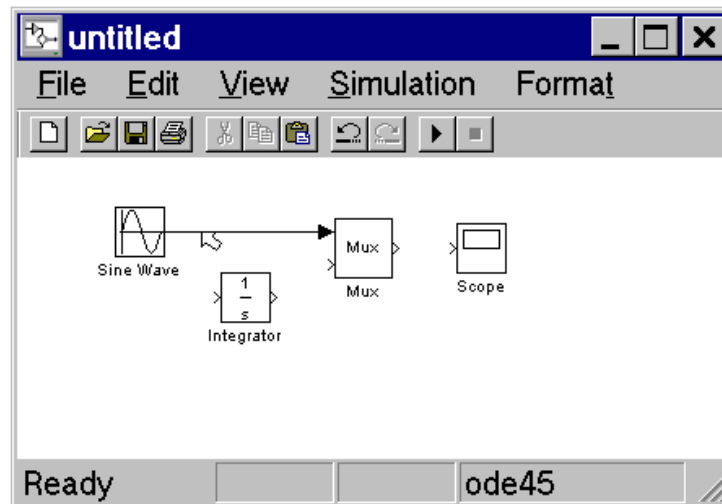 untitled
File Edit View Simulation Format
Mux
Sine Wave
Mux
Scope
1
s
Integrator
Ready ode45